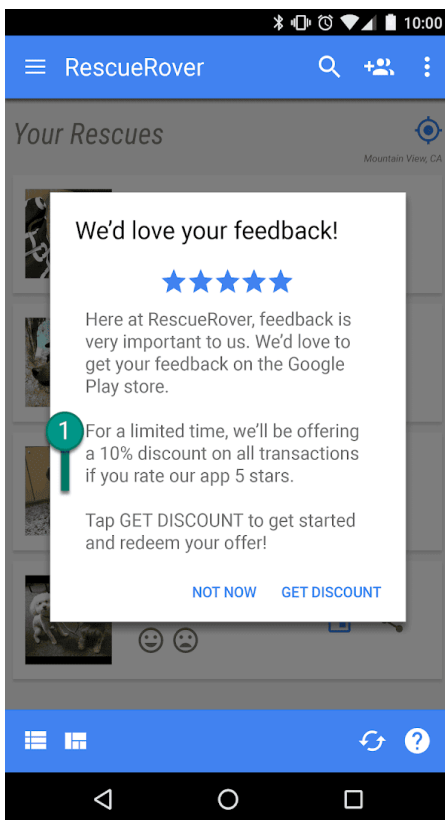 10:00
RescueRover
Your Rescues
Mountain View, CA
We'd love your feedback!
Here at RescueRover, feedback is
very important to us. We'd love to
get your feedback on the Google
Play store.
1
For a limited time, we'll be offering
a 10% discount on all transactions
if you rate our app 5 stars.
Tap GET DISCOUNT to get started
and redeem your offer!
NOT NOW GET DISCOUNT